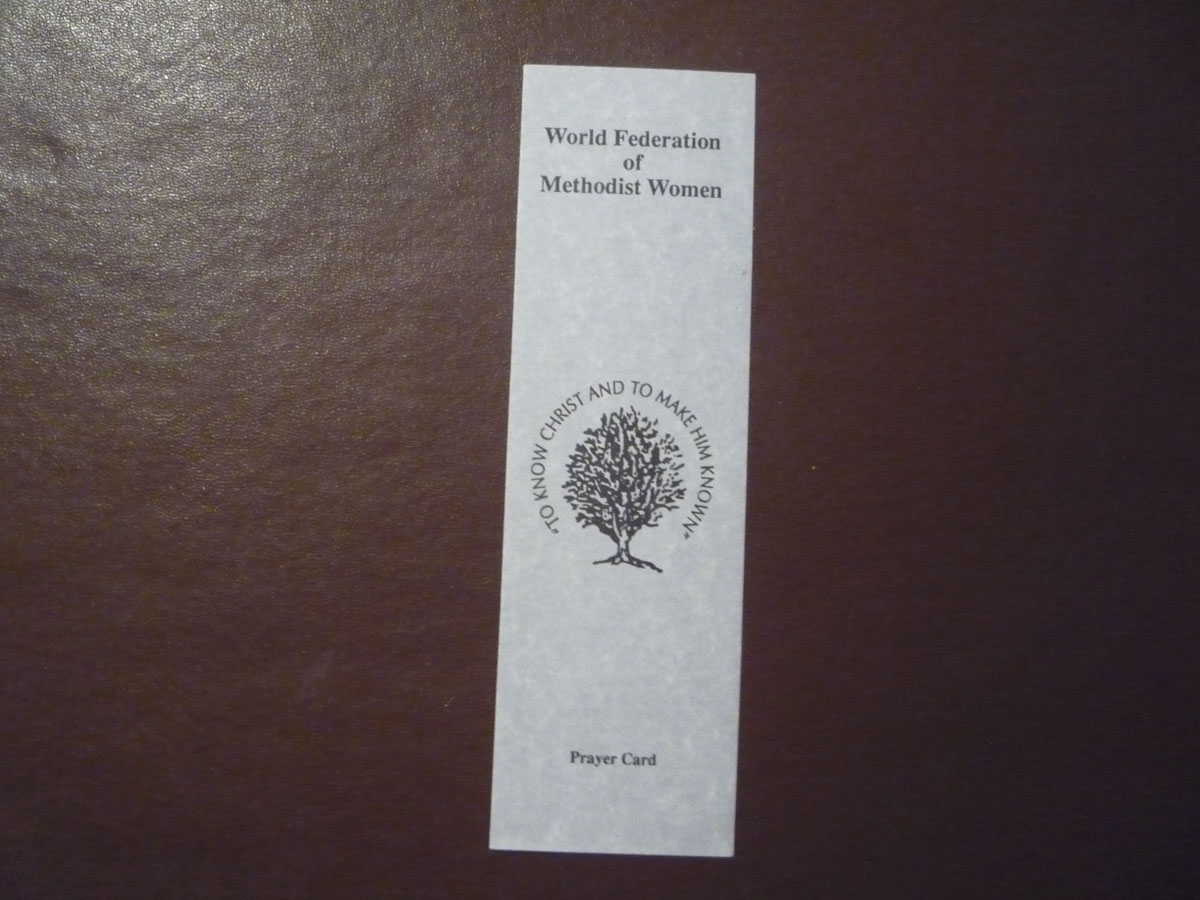 World Federation
of
Methodist Women
"TO KNOW CHRIST AND TO MAKE HIM KNOWN"
Prayer Card